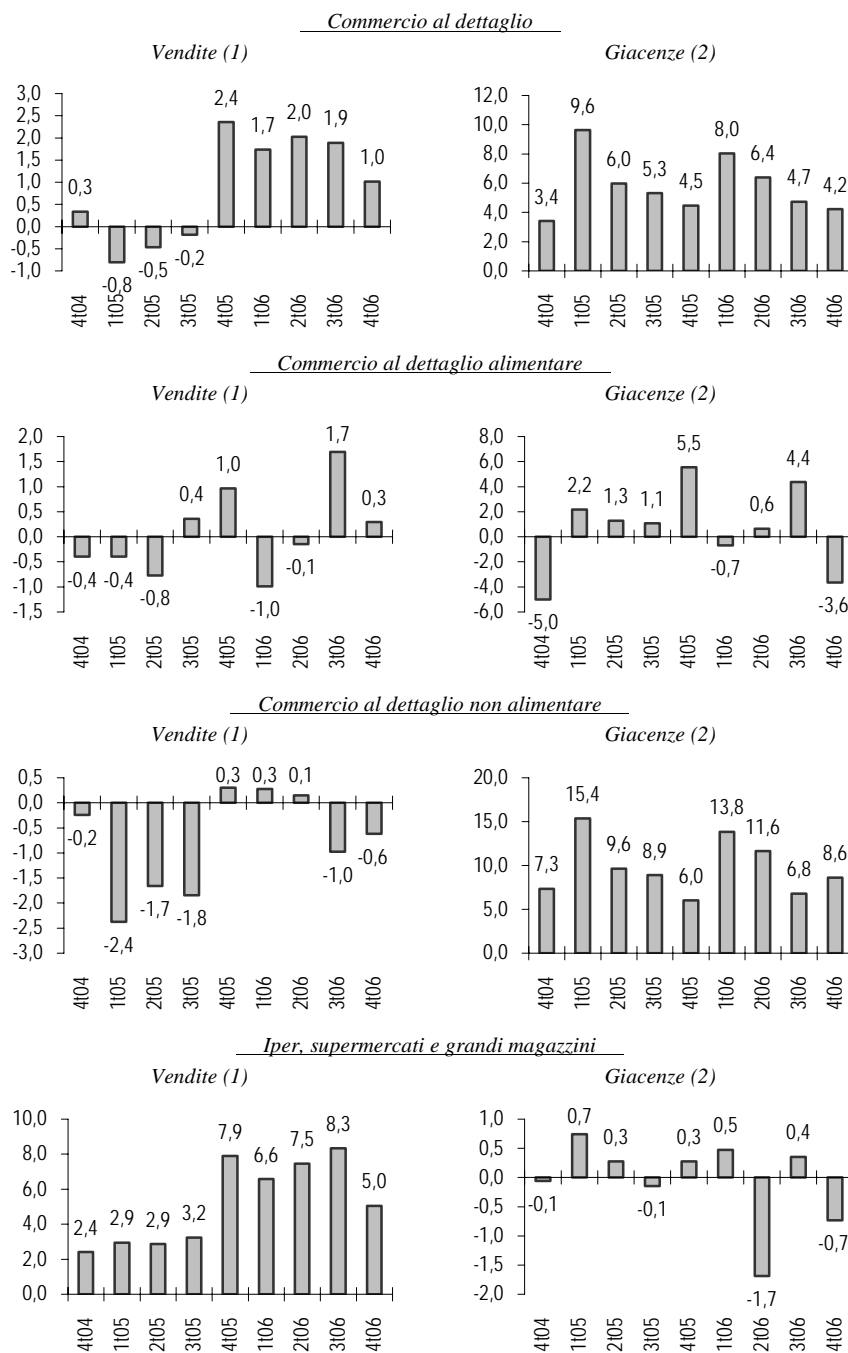 Commercio al dettaglio
Vendite (1)
3,0
2,0
1,0
0,5
0,0
-0,5
-1,0
0,3
-0,8
-0,5
-0,2
2,4
1,7
2,0
1,9
1,0
4t04
1t05
2t05
3t05
4t05
1t06
2t06
3t06
4t06
Giacenze (2)
12,0
10,0
8,0
6,0
4,0
2,0
0,0
3,4
9,6
6,0
5,3
4,5
8,0
6,4
4,7
4,2
4t04
1t05
2t05
3t05
4t05
1t06
2t06
3t06
4t06
Commercio al dettaglio alimentare
Vendite (1)
2,0
1,5
1,0
0,5
0,0
-0,5
-1,0
-1,5
-0,4
-0,4
-0,8
0,4
1,0
-1,0
-0,1
1,7
0,3
4t04
1t05
2t05
3t05
4t05
1t06
2t06
3t06
4t06
Giacenze (2)
8,0
6,0
4,0
2,0
0,0
-2,0
-4,0
-6,0
-5,0
2,2
1,3
1,1
5,5
-0,7
0,6
4,4
-3,6
4t04
1t05
2t05
3t05
4t05
1t06
2t06
3t06
4t06
Commercio al dettaglio non alimentare
Vendite (1)
0,5
0,0
-0,5
-1,0
-1,5
-2,0
-2,5
-3,0
-0,2
-2,4
-1,7
-1,8
0,3
0,3
0,1
-1,0
-0,6
4t04
1t05
2t05
3t05
4t05
1t06
2t06
3t06
4t06
Giacenze (2)
20,0
15,0
10,0
5,0
0,0
7,3
15,4
9,6
8,9
6,0
13,8
11,6
6,8
8,6
4t04
1t05
2t05
3t05
4t05
1t06
2t06
3t06
4t06
Iper, supermercati e grandi magazzini
Vendite (1)
10,0
8,0
6,0
4,0
2,0
0,0
2,4
2,9
2,9
3,2
7,9
6,6
7,5
8,3
5,0
4t04
1t05
2t05
3t05
4t05
1t06
2t06
3t06
4t06
Giacenze (2)
1,0
0,5
0,0
-0,5
-1,0
-1,5
-2,0
-0,1
0,7
0,3
-0,1
0,3
0,5
-1,7
0,4
-0,7
4t04
1t05
2t05
3t05
4t05
1t06
2t06
3t06
4t06